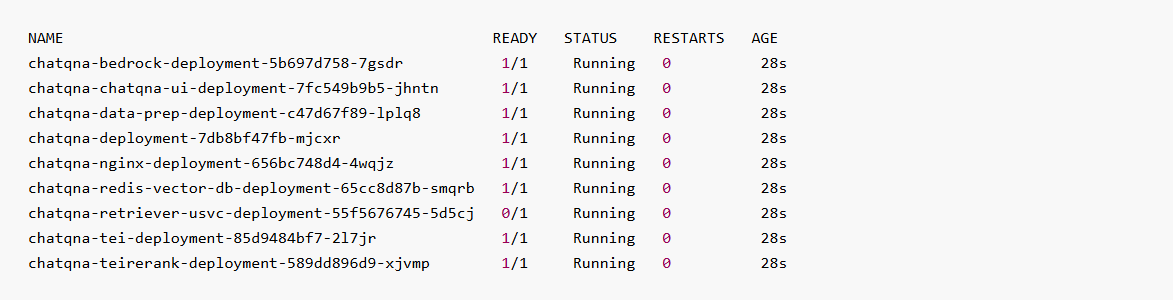 NAME READY STATUS RESTARTS AGE
chatqna-bedrock-deployment-5b697d758-7gsdr 1/1 Running 0 28s
chatqna-chatqna-ui-deployment-7fc549b9b5-jhntn 1/1 Running 0 28s
chatqna-data-prep-deployment-c47d67f89-lplq8 1/1 Running 0 28s
chatqna-deployment-7db8bf47fb-mjcxr 1/1 Running 0 28s
chatqna-nginx-deployment-656bc748d4-4wqjz 1/1 Running 0 28s
chatqna-redis-vector-db-deployment-65cc8d87b-smqrb 1/1 Running 0 28s
chatqna-retriever-usvc-deployment-55f5676745-5d5cj 0/1 Running 0 28s
chatqna-tei-deployment-85d9484bf7-2l7jr 1/1 Running 0 28s
chatqna-teirerank-deployment-589dd896d9-xjvmp 1/1 Running 0 28s